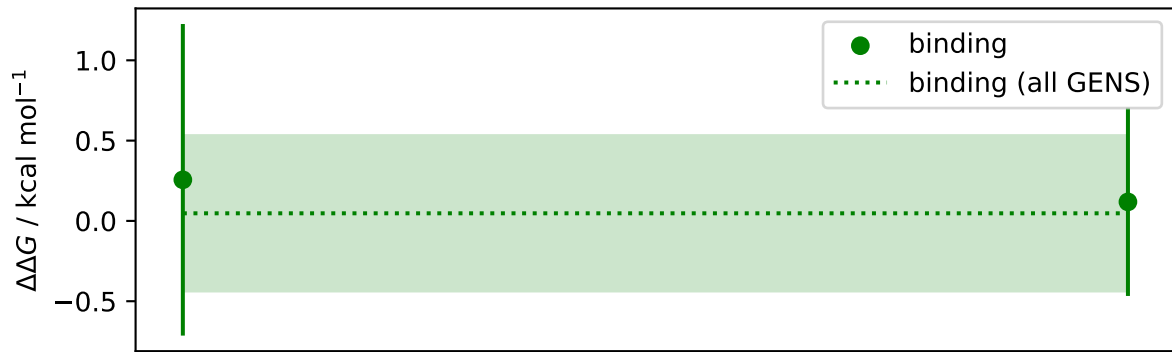 ΔΔG / kcal mol⁻¹
1.0
0.5
0.0
−0.5
binding
binding (all GENS)